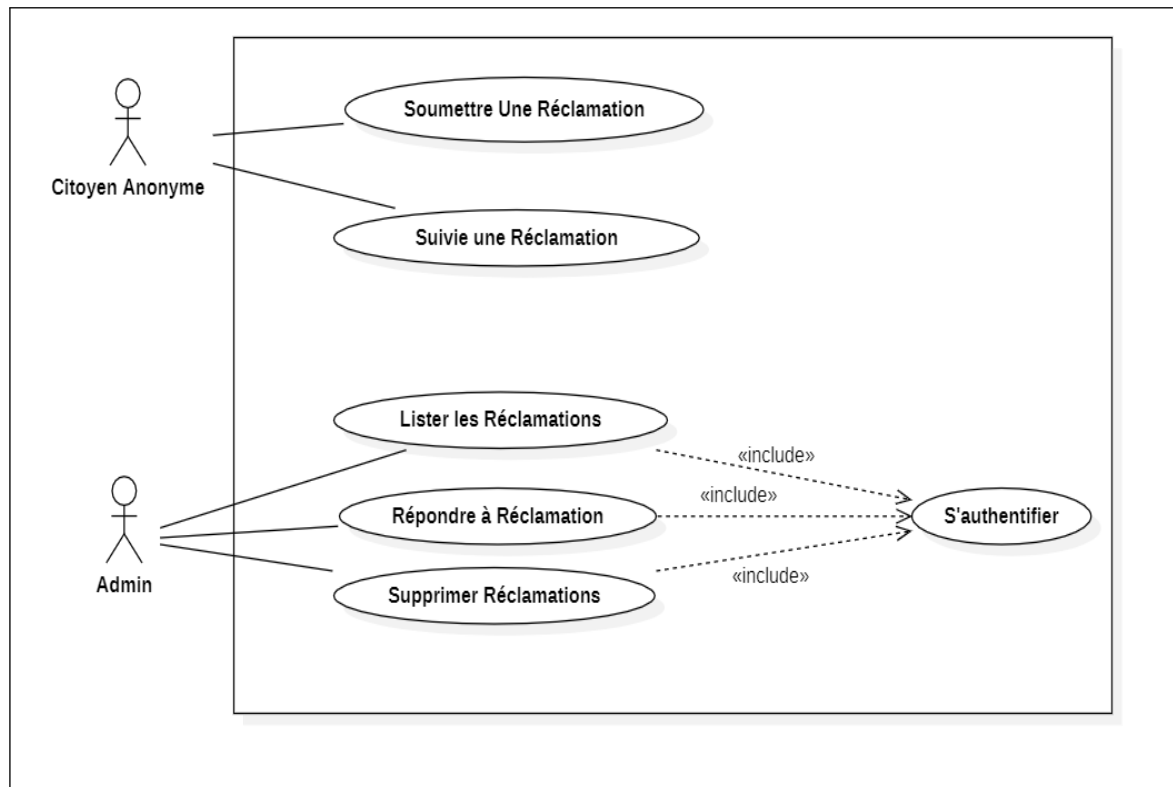 Soumettre Une Réclamation
Citoyen Anonyme
Suivie une Réclamation
Lister les Réclamations
«include»
«include»
Répondre à Réclamation
S'authentifier
Admin
«include»
Supprimer Réclamations